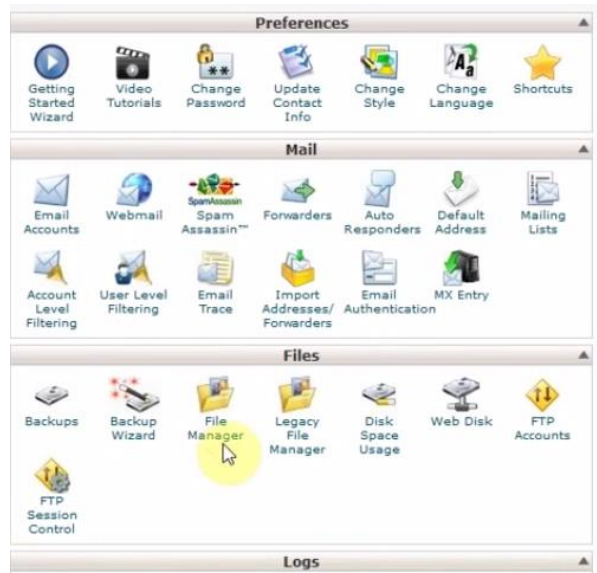 Preferences
Getting Started Wizard
Video Tutorials
Change Password
Update Contact Info
Change Style
Change Language
Shortcuts
Mail
Email Accounts
Webmail
SpamAssassin
Spam Assassin™
Forwarders
Auto Responders
Default Address
Mailing Lists
Account Level Filtering
User Level Filtering
Email Trace
Import Addresses/ Forwarders
Email Authentication
MX Entry
Files
Backups
Backup Wizard
File Manager
Legacy File Manager
Disk Space Usage
Web Disk
FTP Accounts
FTP Session Control
Logs